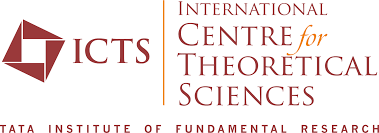 ICTS
INTERNATIONAL
CENTRE for
THEORETICAL
SCIENCES
TATA INSTITUTE OF FUNDAMENTAL RESEARCH